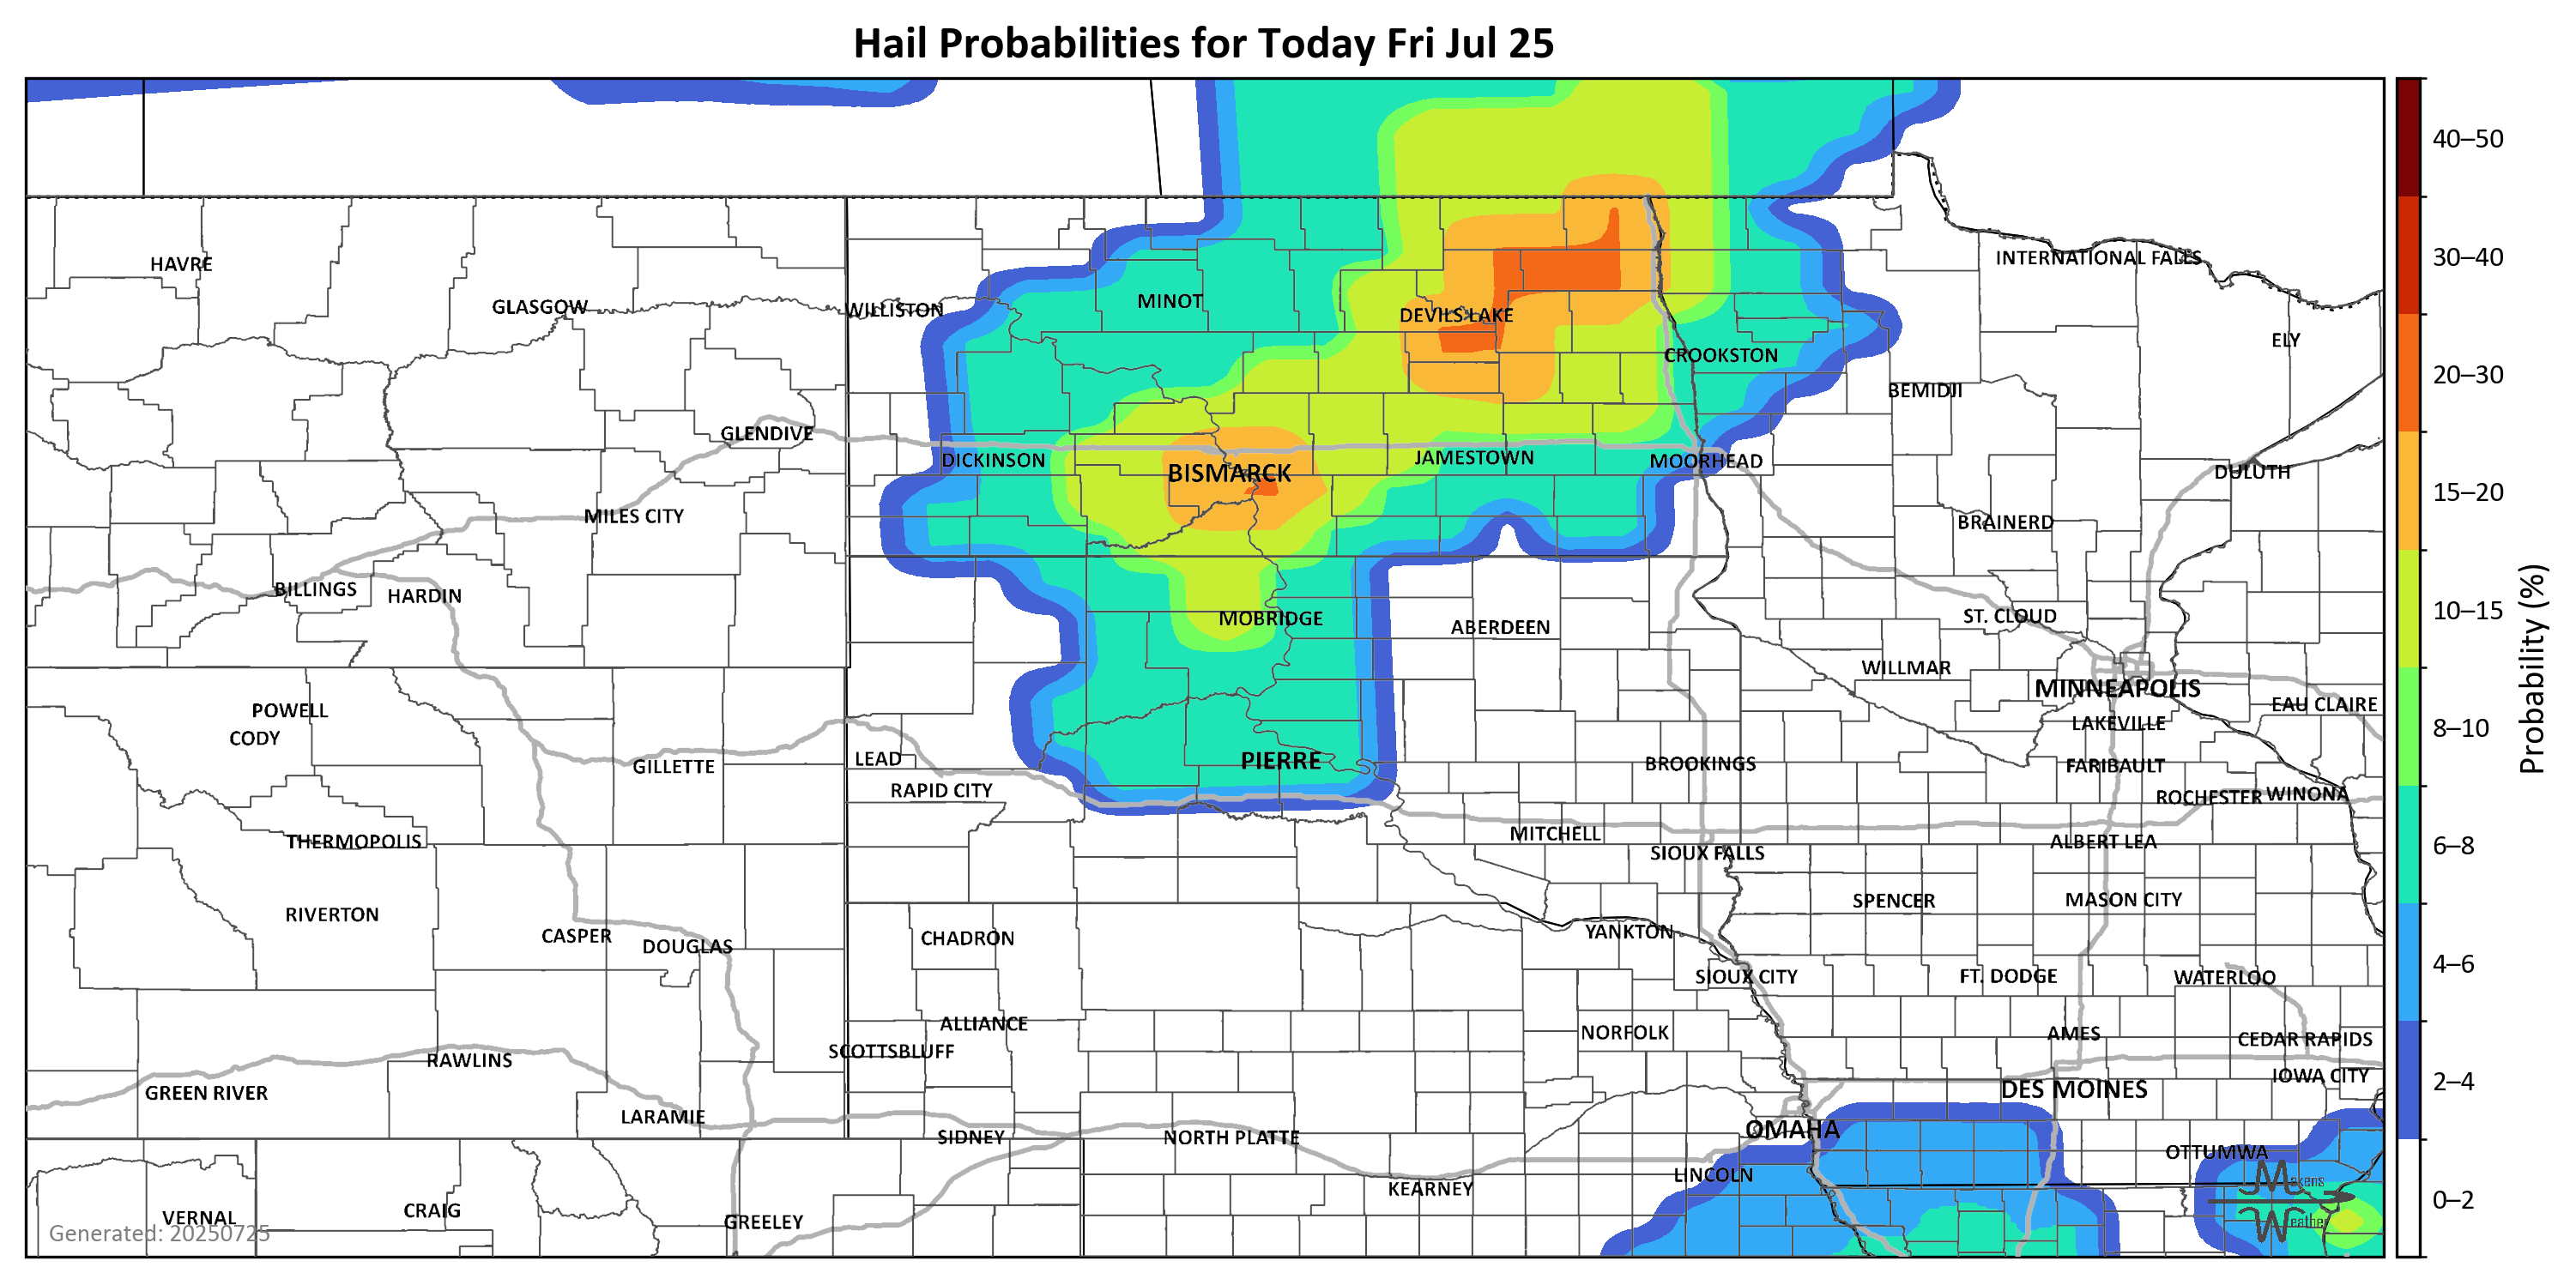 Hail Probabilities for Today Fri Jul 25
40–50
INTERNATIONAL FALLS
30–40
HAVRE
MINOT
GLASGOW
WILLISTON
DEVILS LAKE
ELY
CROOKSTON
20–30
BEMIDJI
GLENDIVE
DICKINSON
JAMESTOWN
MOORHEAD
BISMARCK
DULUTH
15–20
MILES CITY
BRAINERD
BILLINGS
HARDIN
10–15
MOBRIDGE
ABERDEEN
ST. CLOUD
WILLMAR
MINNEAPOLIS
EAU CLAIRE
POWELL
LAKEVILLE
8–10
Probability (%)
CODY
LEAD
PIERRE
BROOKINGS
FARIBAULT
GILLETTE
RAPID CITY
ROCHESTER
WINONA
MITCHELL
THERMOPOLIS
ALBERT LEA
6–8
SIOUX FALLS
SPENCER
MASON CITY
RIVERTON
CASPER
DOUGLAS
CHADRON
YANKTON
4–6
SIOUX CITY
FT. DODGE
WATERLOO
ALLIANCE
NORFOLK
AMES
CEDAR RAPIDS
SCOTTSBLUFF
RAWLINS
IOWA CITY
2–4
GREEN RIVER
DES MOINES
LARAMIE
SIDNEY
NORTH PLATTE
OMAHA
OTTUMWA
LINCOLN
KEARNEY
Makens
0–2
CRAIG
VERNAL
GREELEY
Weather
Generated: 20250725